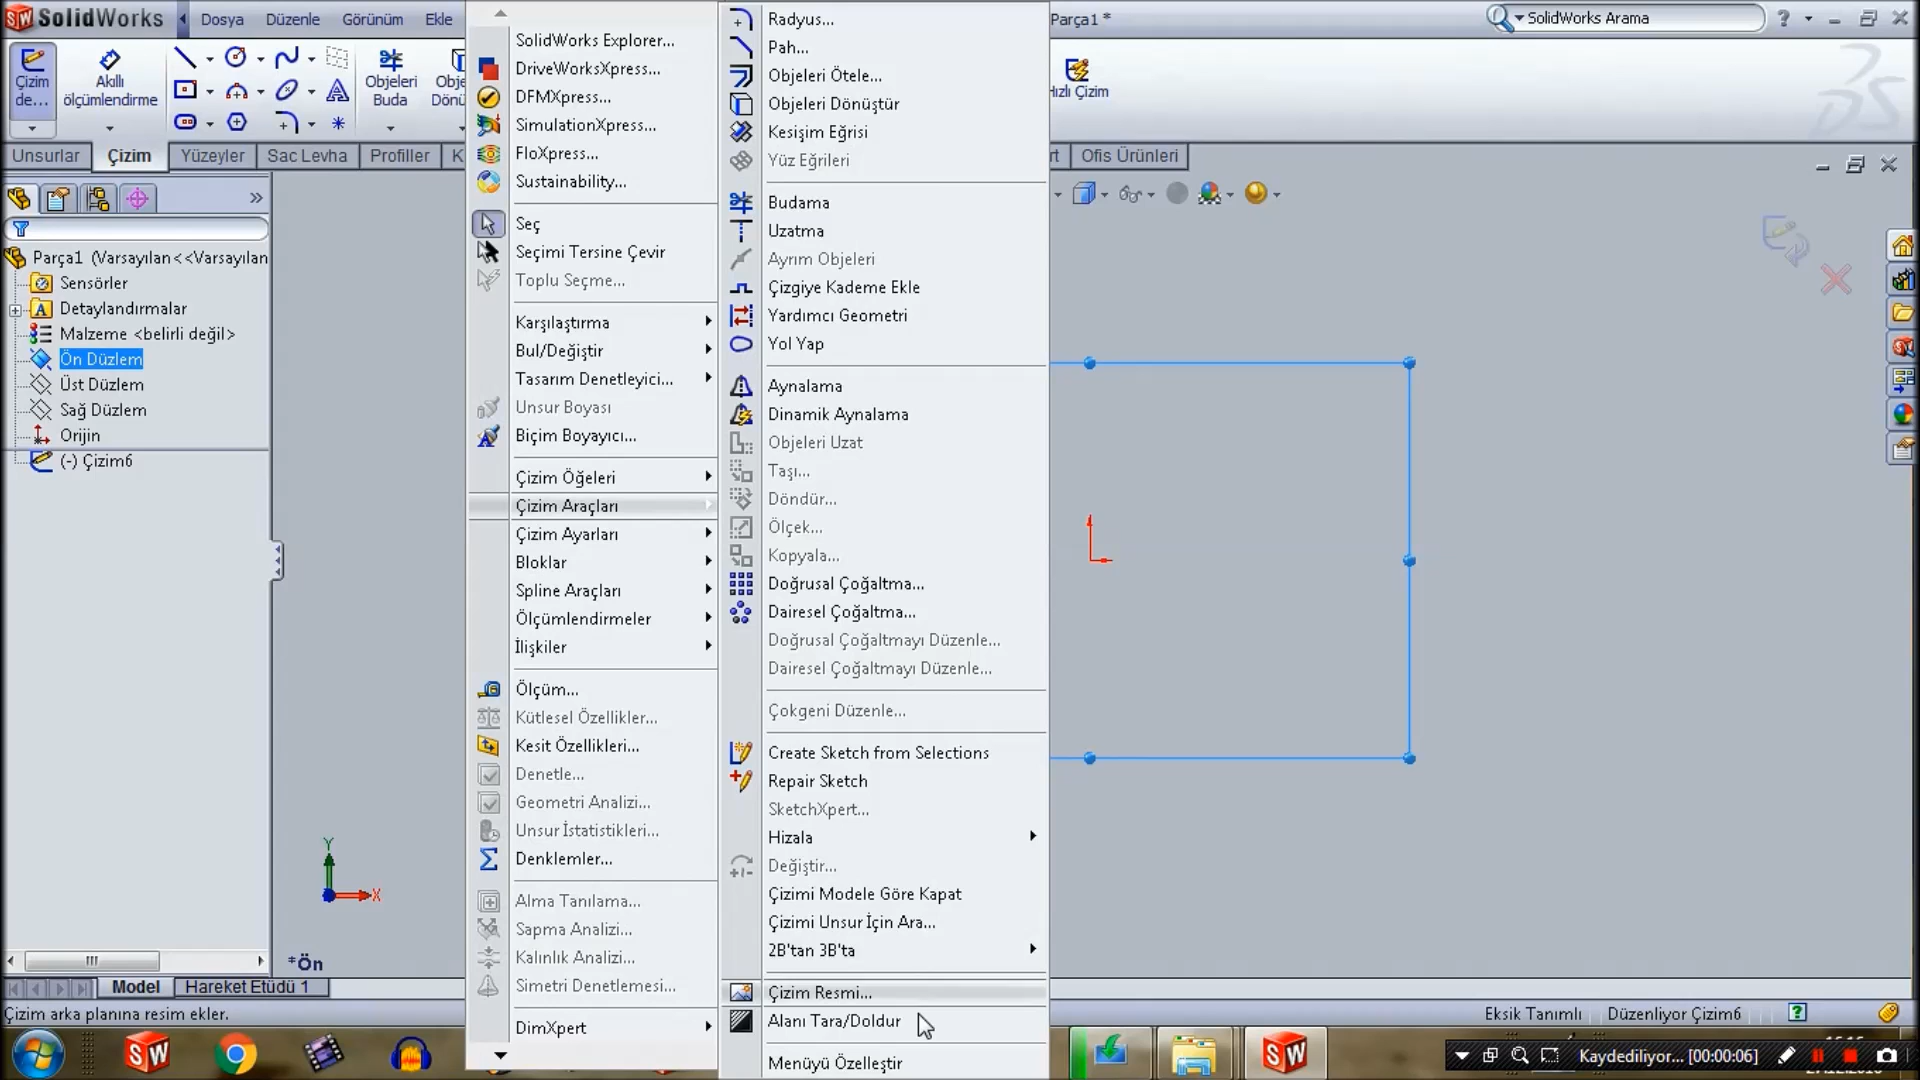 SolidWorks
Dosya
Düzenle
Görünüm
Ekle
Parça1 *
SolidWorks Arama
Çizim
de...
Akıllı
ölçümlendirme
Objeleri
Buda
Obje
Dönü
Hızlı Çizim
Unsurlar
Çizim
Yüzeyler
Sac Levha
Profiller
K
rt
Ofis Ürünleri
Parça1 (Varsayılan<<Varsayılan
Sensörler
Detaylandırmalar
Malzeme <belirli değil>
Ön Düzlem
Üst Düzlem
Sağ Düzlem
Orijin
(-) Çizim6
SolidWorks Explorer...
DriveWorksXpress...
DFMXpress...
SimulationXpress...
FloXpress...
Sustainability...
Seç
Seçimi Tersine Çevir
Toplu Seçme...
Karşılaştırma
Bul/Değiştir
Tasarım Denetleyici...
Unsur Boyası
Biçim Boyayıcı...
Çizim Öğeleri
Çizim Araçları
Çizim Ayarları
Bloklar
Spline Araçları
Ölçümlendirmeler
İlişkiler
Ölçüm...
Kütlesel Özellikler...
Kesit Özellikleri...
Denetle...
Geometri Analizi...
Unsur İstatistikleri...
Denklemler...
Alma Tanılama...
Sapma Analizi...
Kalınlık Analizi...
Simetri Denetlemesi...
DimXpert
Radyus...
Pah...
Objeleri Ötele...
Objeleri Dönüştür
Kesişim Eğrisi
Yüz Eğrileri
Budama
Uzatma
Ayrım Objeleri
Çizgiye Kademe Ekle
Yardımcı Geometri
Yol Yap
Aynalama
Dinamik Aynalama
Objeleri Uzat
Taşı...
Döndür...
Ölçek...
Kopyala...
Doğrusal Çoğaltma...
Dairesel Çoğaltma...
Doğrusal Çoğaltmayı Düzenle...
Dairesel Çoğaltmayı Düzenle...
Çokgeni Düzenle...
Create Sketch from Selections
Repair Sketch
SketchXpert...
Hizala
Değiştir...
Çizimi Modele Göre Kapat
Çizimi Unsur İçin Ara...
2B'tan 3B'ta
Çizim Resmi...
Alanı Tara/Doldur
Menüyü Özelleştir
Y
X
*Ön
Model
Hareket Etüdü 1
Çizim arka planına resim ekler.
Eksik Tanımlı
Düzenliyor Çizim6
Kaydediliyor... [00:00:06]